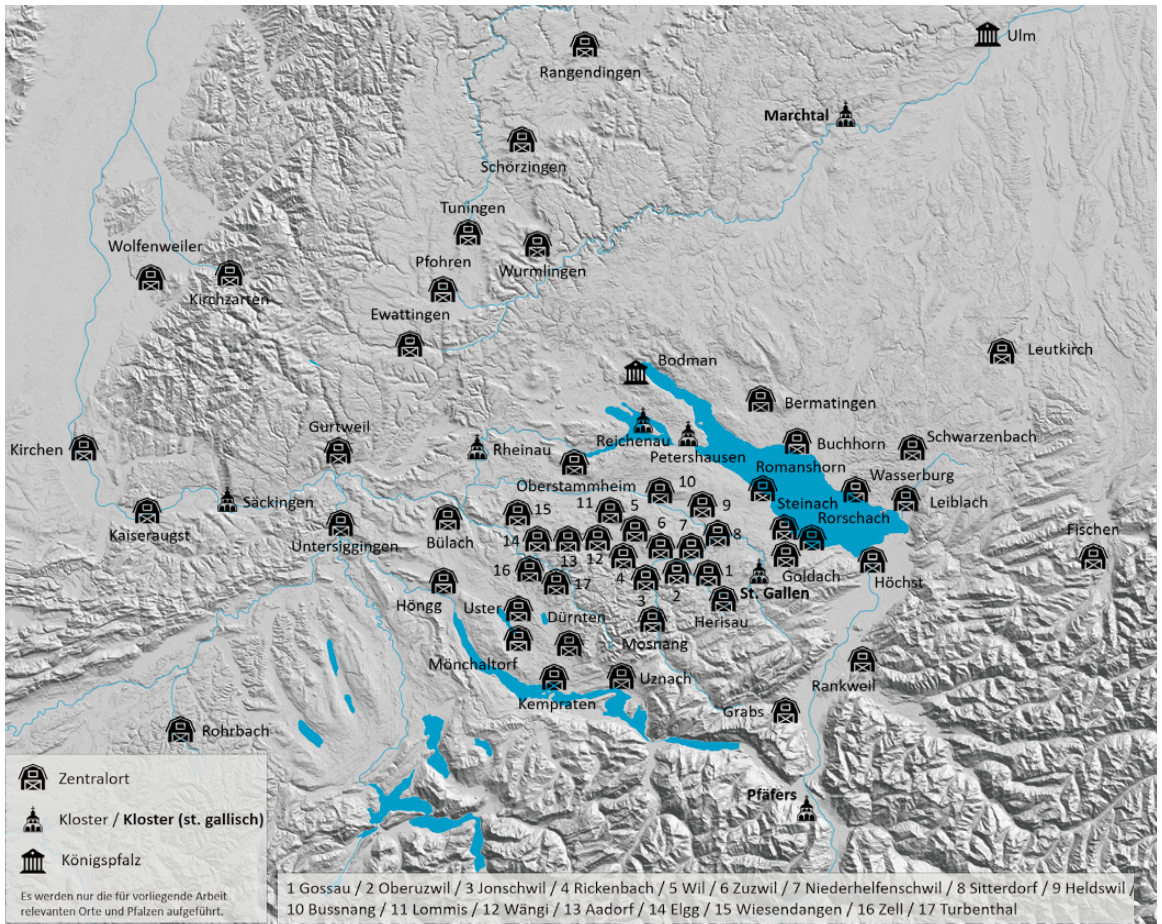 Ulm
Rangendingen
Marchtal
Schörzingen
Tuningen
Wolfenweiler
Pfohren
Wurmlingen
Kirchzarten
Ewattingen
Leutkirch
Bodman
Bermatingen
Gurtweil
Kirchen
Rheinau
Reichenau
Buchhorn
Schwarzenbach
Petershausen
Romanshorn
Wasserburg
Oberstammheim
10
Säckingen
Steinach
Leiblach
11
5
9
15
Kaiseraugst
Rorschach
Untersiggingen
Bülach
14
6
7
8
Fischen
13
12
Goldach
16
4
1
Höchst
17
3
2
St. Gallen
Höngg
Uster
Dürnten
Herisau
Mosnang
Mönchaltorf
Rankweil
Uznach
Kempraten
Grabs
Rohrbach
Pfäfers
Zentralort
Kloster / Kloster (st. gallisch)
Königspfalz
Es werden nur die für vorliegende Arbeit
relevanten Orte und Pfalzen aufgeführt.
1 Gossau / 2 Oberuzwil / 3 Jonschwil / 4 Rickenbach / 5 Wil / 6 Zuzwil / 7 Niederhelfenschwil / 8 Sitterdorf / 9 Heldswil /
10 Bussnang / 11 Lommis / 12 Wängi / 13 Aadorf / 14 Elgg / 15 Wiesendangen / 16 Zell / 17 Turbenthal